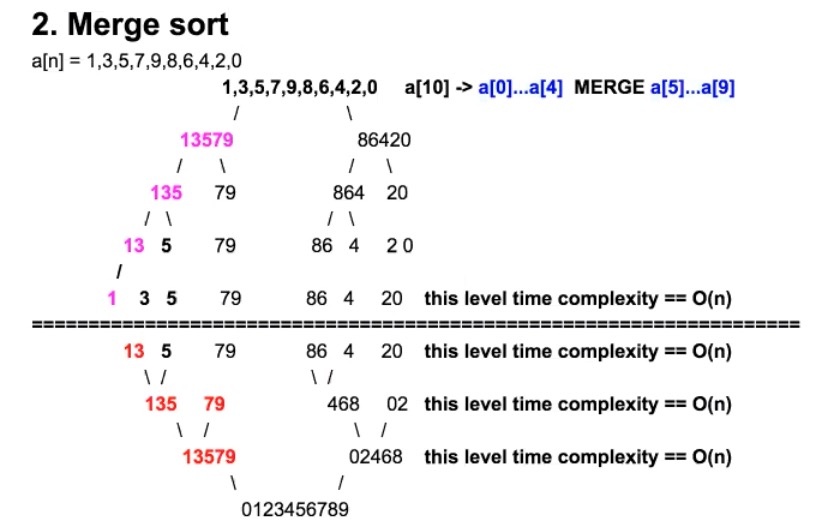 2. Merge sort
a[n] = 1,3,5,7,9,8,6,4,2,0
1,3,5,7,9,8,6,4,2,0 a[10] -> a[0]...a[4] MERGE a[5]...a[9]
/ \
13579 86420
/ \ / \
135 79 864 20
/ \ / \
13 5 79 86 4 2 0
/
1 3 5 79 86 4 20 this level time complexity == O(n)
=====================================================================
13 5 79 86 4 20 this level time complexity == O(n)
\ / \ /
135 79 468 02 this level time complexity == O(n)
\ / \ /
13579 02468 this level time complexity == O(n)
\ /
0123456789